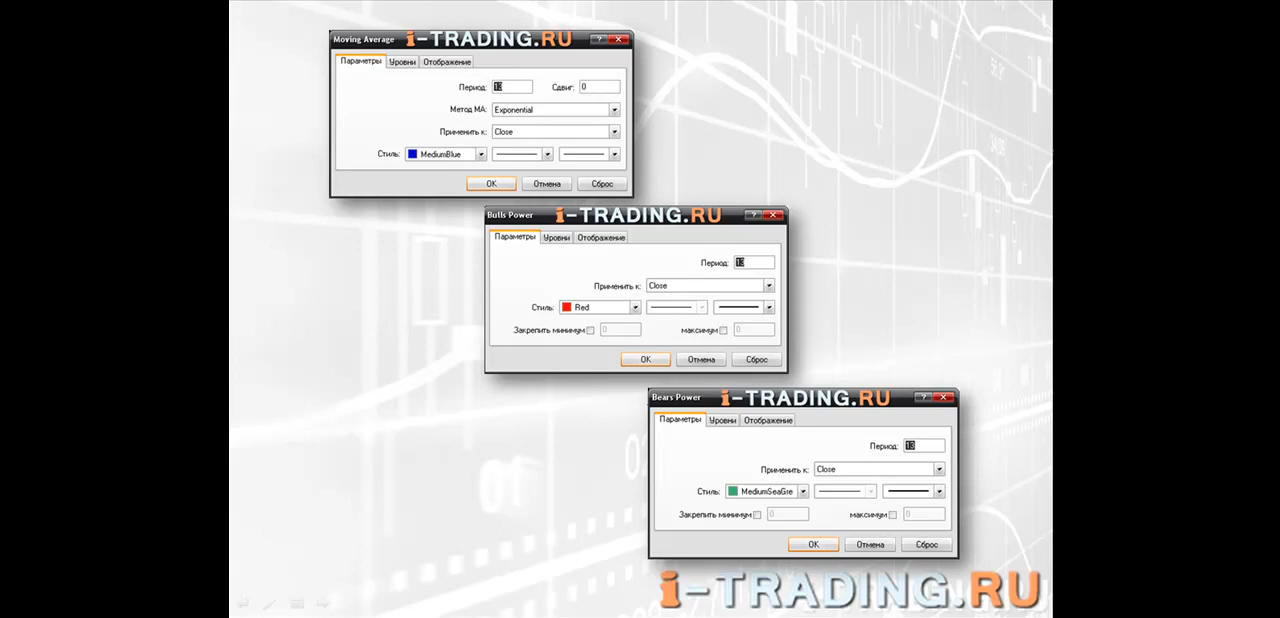 Moving Average i-TRADING.RU
Параметры Уровни Отображение
Период: 13 Сдвиг: 0
Метод МА: Exponential
Применить к: Close
Стиль: MediumBlue
OK Отмена Сброс
Bulls Power i-TRADING.RU
Параметры Уровни Отображение
Период: 13
Применить к: Close
Стиль: Red
Закрепить минимум 0 максимум 0
OK Отмена Сброс
Bears Power i-TRADING.RU
Параметры Уровни Отображение
Период: 13
Применить к: Close
Стиль: MediumSeaGre
Закрепить минимум 0 максимум 0
OK Отмена Сброс
i-TRADING.RU